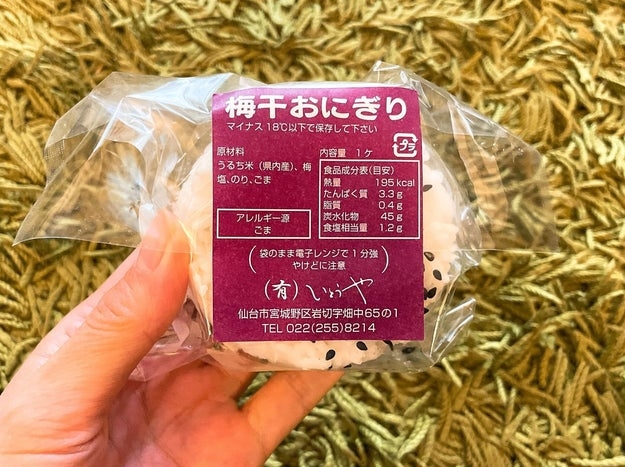 梅干おにぎり
マイナス18℃以下で保存して下さい
プラ
原材料
うるち米（県内産）、梅
塩、のり、ごま
アレルギー源
ごま
内容量 1ヶ
食品成分表(目安)
熱量 195kcal
たんぱく質 3.3g
脂質 0.4g
炭水化物 45g
食塩相当量 1.2g
（袋のまま電子レンジで1分強
やけどに注意）
(有)いとうや
仙台市宮城野区岩切字畑中65の1
TEL 022(255)8214